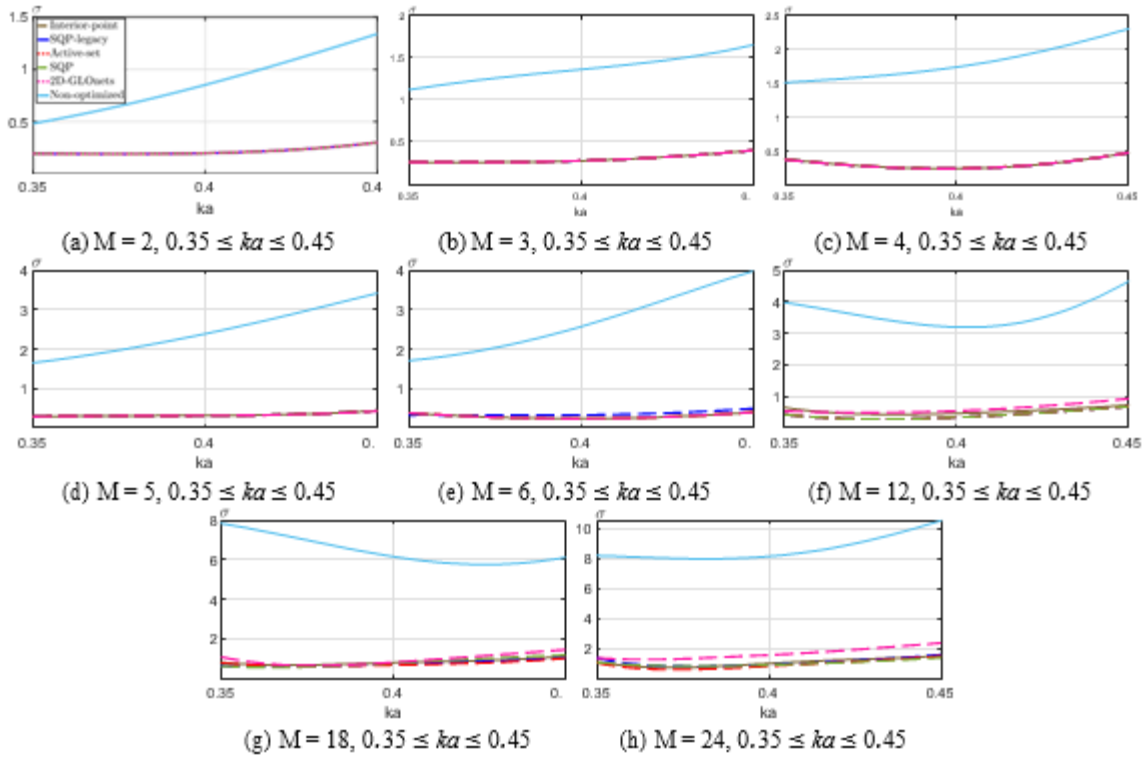 σ
1.5
1
0.5
0.35
0.4
0.4
ka
Interior-point
SQP-legacy
Active-set
SQP
2D-GLOnets
Non-optimized
(a) M = 2, 0.35 ≤ ka ≤ 0.45
σ
2
1.5
1
0.5
0
0.35
0.4
0.
ka
(b) M = 3, 0.35 ≤ ka ≤ 0.45
σ
2.5
2
1.5
1
0.5
0.35
0.4
0.45
ka
(c) M = 4, 0.35 ≤ ka ≤ 0.45
σ
4
3
2
1
0.35
0.4
0.
ka
(d) M = 5, 0.35 ≤ ka ≤ 0.45
σ
4
3
2
1
0.35
0.4
0.
ka
(e) M = 6, 0.35 ≤ ka ≤ 0.45
σ
5
4
3
2
1
0.35
0.4
0.45
ka
(f) M = 12, 0.35 ≤ ka ≤ 0.45
σ
8
6
4
2
0.35
0.4
0.
ka
(g) M = 18, 0.35 ≤ ka ≤ 0.45
σ
10
8
6
4
2
0.35
0.4
0.45
ka
(h) M = 24, 0.35 ≤ ka ≤ 0.45